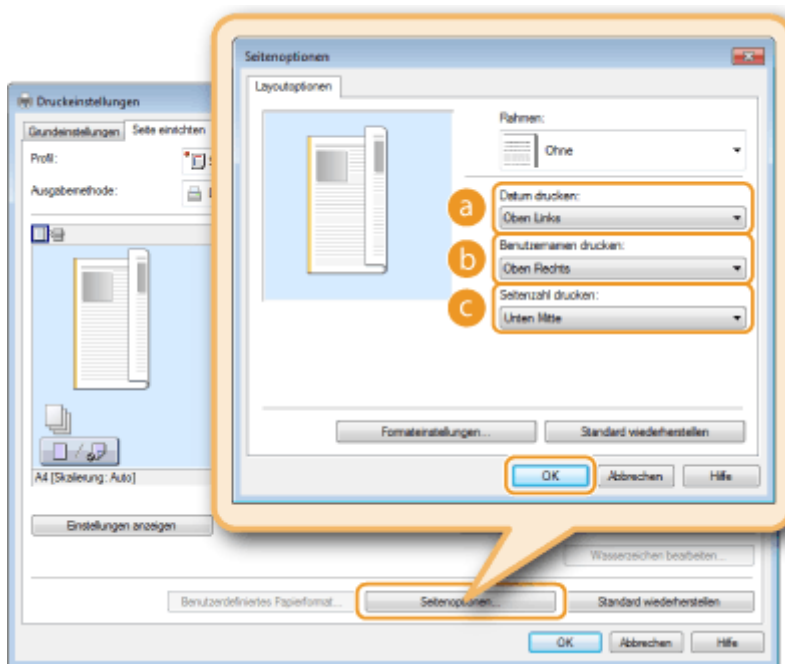 Seitenoptionen
Layoutoptionen
Rahmen:
Ohne
a
Datum drucken:
Oben Links
b
Benutzernamen drucken:
Oben Rechts
c
Seitenzahl drucken:
Unten Mitte
Formateinstellungen...
Standard wiederherstellen
OK
Abbrechen
Hilfe
Druckeinstellungen
Grundeinstellungen
Seite einrichten
Profil:
Ausgabemethode:
A4 [Skalierung: Auto]
Einstellungen anzeigen
Wasserzeichen bearbeiten...
Benutzerdefiniertes Papierformat...
Seitenoptionen...
Standard wiederherstellen
OK
Abbrechen
Hilfe